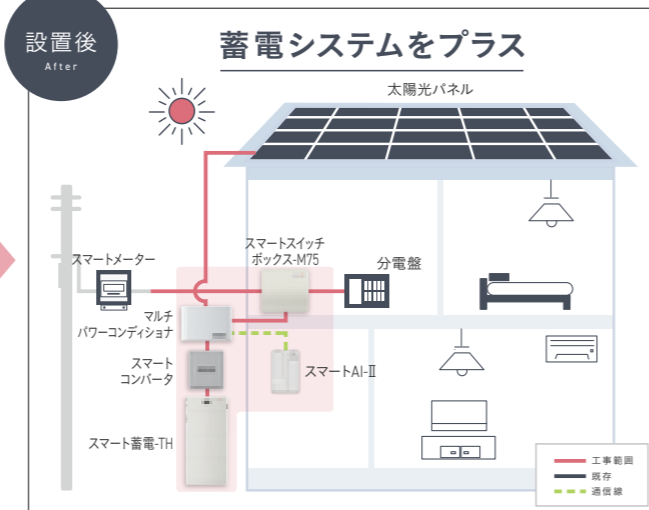 設置後
After
蓄電システムをプラス
太陽光パネル
スマートメーター
スマートスイッチ
ボックス-M75
分電盤
マルチ
パワーコンディショナ
スマート
コンバータ
スマートAI-Ⅱ
スマート蓄電-TH
工事範囲
既存
通信線